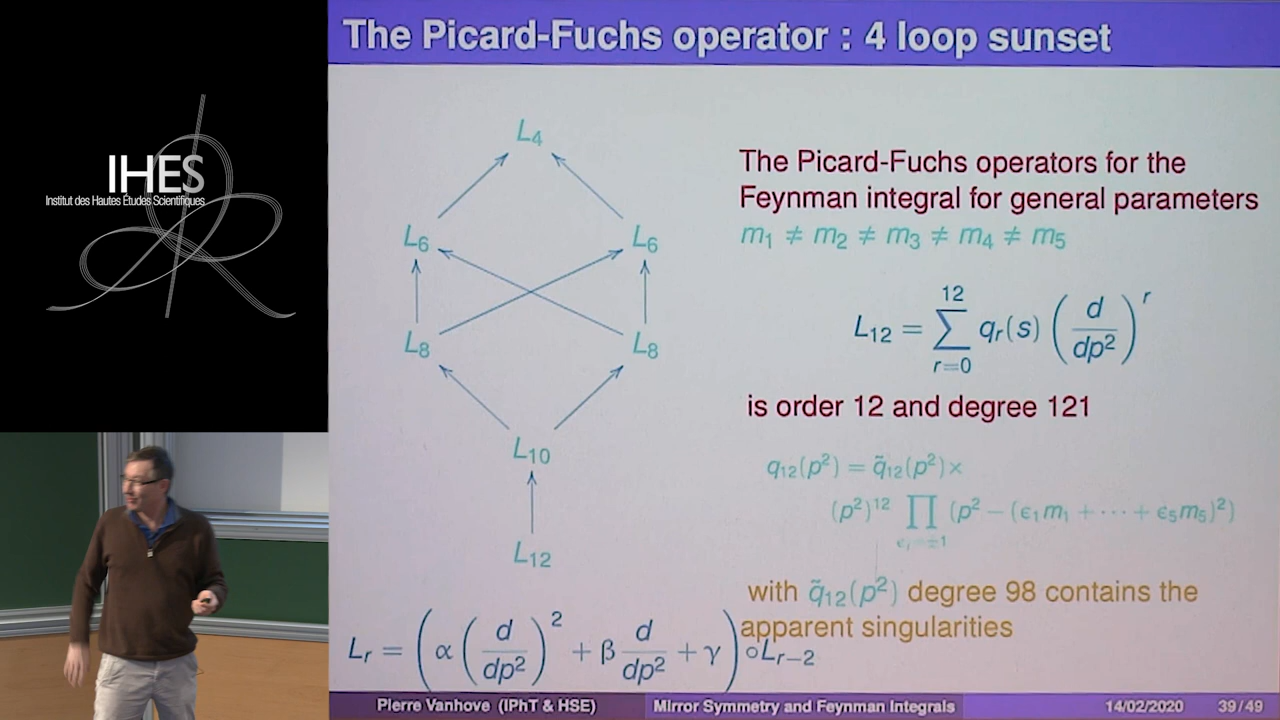 The Picard-Fuchs operator : 4 loop sunset
IHES
Institut des Hautes Études Scientifiques
L₄
L₆ L₆
L₈ L₈
L₁₀
L₁₂
L_r = (α (d/dp²)² + β d/dp² + γ) ∘ L_{r−2}
The Picard-Fuchs operators for the
Feynman integral for general parameters
m₁ ≠ m₂ ≠ m₃ ≠ m₄ ≠ m₅
L₁₂ = ∑_{r=0}^{12} q_r(s) (d/dp²)^r
is order 12 and degree 121
q₁₂(p²) = q̃₁₂(p²)×
(p²)¹² ∏_{ϵ_i=±1} (p² − (ϵ₁m₁ + ⋯ + ϵ₅m₅)²)
with q̃₁₂(p²) degree 98 contains the
apparent singularities
Pierre Vanhove (IPhT & HSE) Mirror Symmetry and Feynman Integrals 14/02/2020 39/49